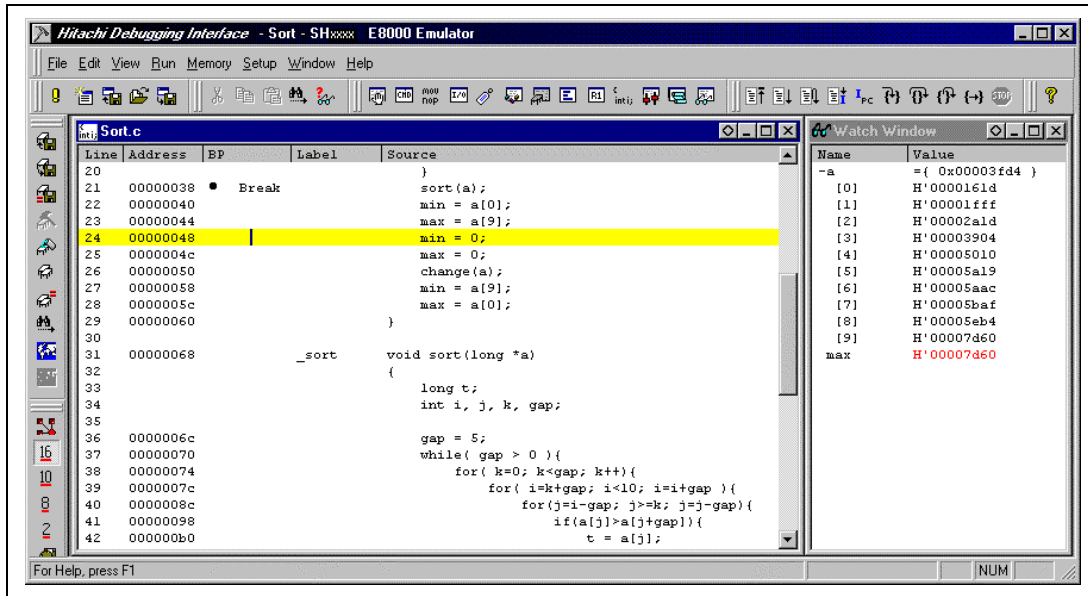 Hitachi Debugging Interface - Sort - SHxxxx E8000 Emulator
File Edit View Run Memory Setup Window Help
Sort.c
Line Address BP Label Source
20 }
21 00000038 ● Break sort(a);
22 00000040 min = a[0];
23 00000044 max = a[9];
24 00000048 min = 0;
25 0000004c max = 0;
26 00000050 change(a);
27 00000058 min = a[9];
28 0000005c max = a[0];
29 00000060 }
30
31 00000068 _sort void sort(long *a)
32 {
33 long t;
34 int i, j, k, gap;
35
36 0000006c gap = 5;
37 00000070 while( gap > 0 ){
38 00000074 for( k=0; k<gap; k++){
39 0000007c for( i=k+gap; i<10; i=i+gap ){
40 0000008c for(j=i-gap; j>=k; j=j-gap){
41 00000098 if(a[j]>a[j+gap]){
42 000000b0 t = a[j];
Watch Window
Name Value
-a ={ 0x00003fd4 }
[0] H'0000161d
[1] H'00001fff
[2] H'00002a1d
[3] H'00003904
[4] H'00005010
[5] H'00005a19
[6] H'00005aac
[7] H'00005baf
[8] H'00005eb4
[9] H'00007d60
max H'00007d60
16
10
8
2
For Help, press F1
NUM